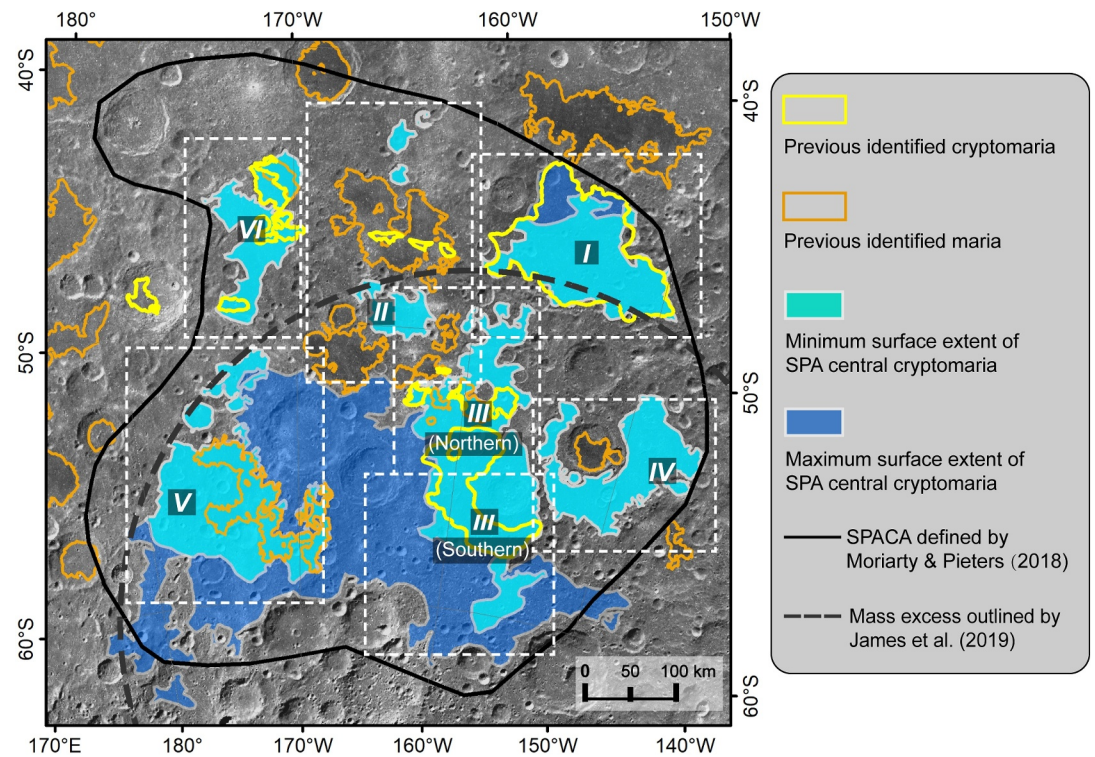 180° 170°W 160°W 150°W
40°S
40°S
50°S
50°S
60°S
60°S
VI
I
II
III
(Northern)
IV
V
III
(Southern)
0 50 100 km
170°E 180° 170°W 160°W 150°W 140°W
Previous identified cryptomaria
Previous identified maria
Minimum surface extent of
SPA central cryptomaria
Maximum surface extent of
SPA central cryptomaria
SPACA defined by
Moriarty & Pieters (2018)
Mass excess outlined by
James et al. (2019)